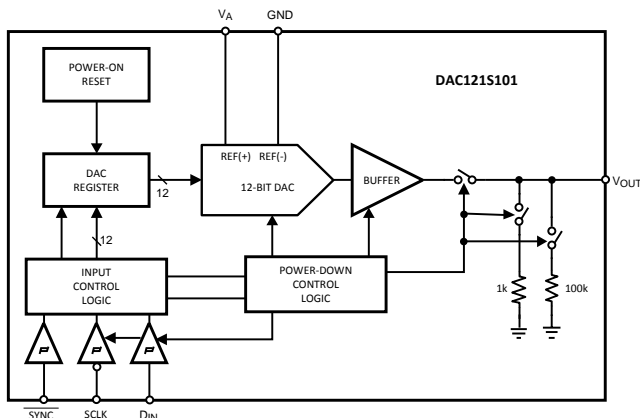 VA
GND
POWER-ON
RESET
DAC121S101
REF(+) REF(-)
DAC
REGISTER
12
12-BIT DAC
BUFFER
VOUT
12
INPUT
CONTROL
LOGIC
POWER-DOWN
CONTROL
LOGIC
1k
100k
SYNC
SCLK
DIN